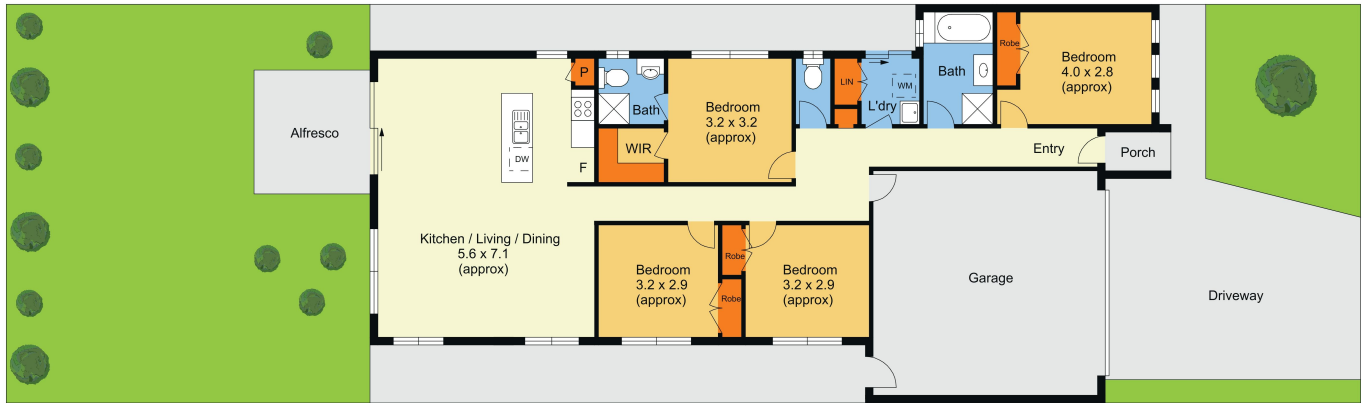 Alfresco
Kitchen / Living / Dining
5.6 x 7.1
(approx)
P
F
DW
Bath
WIR
Bedroom
3.2 x 3.2
(approx)
LIN
WM
L'dry
Bath
Robe
Bedroom
4.0 x 2.8
(approx)
Entry
Porch
Bedroom
3.2 x 2.9
(approx)
Robe
Robe
Bedroom
3.2 x 2.9
(approx)
Garage
Driveway